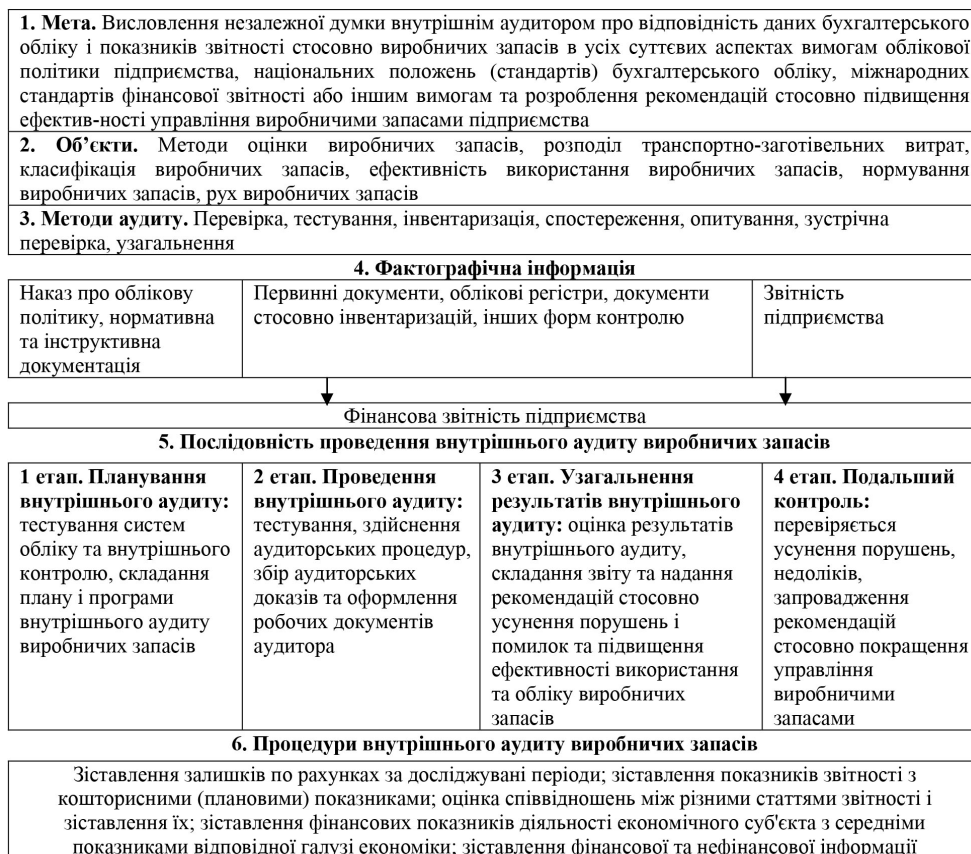 1. Мета. Висловлення незалежної думки внутрішнім аудитором про відповідність даних бухгалтерського
обліку і показників звітності стосовно виробничих запасів в усіх суттєвих аспектах вимогам облікової
політики підприємства, національних положень (стандартів) бухгалтерського обліку, міжнародних
стандартів фінансової звітності або іншим вимогам та розроблення рекомендацій стосовно підвищення
ефектив-ності управління виробничими запасами підприємства
2. Об’єкти. Методи оцінки виробничих запасів, розподіл транспортно-заготівельних витрат,
класифікація виробничих запасів, ефективність використання виробничих запасів, нормування
виробничих запасів, рух виробничих запасів
3. Методи аудиту. Перевірка, тестування, інвентаризація, спостереження, опитування, зустрічна
перевірка, узагальнення
4. Фактографічна інформація
Наказ про облікову
політику, нормативна
та інструктивна
документація
Первинні документи, облікові регістри, документи
стосовно інвентаризацій, інших форм контролю
Звітність
підприємства
Фінансова звітність підприємства
5. Послідовність проведення внутрішнього аудиту виробничих запасів
1 етап. Планування
внутрішнього аудиту:
тестування систем
обліку та внутрішнього
контролю, складання
плану і програми
внутрішнього аудиту
виробничих запасів
2 етап. Проведення
внутрішнього аудиту:
тестування, здійснення
аудиторських процедур,
збір аудиторських
доказів та оформлення
робочих документів
аудитора
3 етап. Узагальнення
результатів внутрішнього
аудиту: оцінка результатів
внутрішнього аудиту,
складання звіту та надання
рекомендацій стосовно
усунення порушень і
помилок та підвищення
ефективності використання
та обліку виробничих
запасів
4 етап. Подальший
контроль:
перевіряється
усунення порушень,
недоліків,
запровадження
рекомендацій
стосовно покращення
управління
виробничими
запасами
6. Процедури внутрішнього аудиту виробничих запасів
Зіставлення залишків по рахунках за досліджувані періоди; зіставлення показників звітності з
кошторисними (плановими) показниками; оцінка співвідношень між різними статтями звітності і
зіставлення їх; зіставлення фінансових показників діяльності економічного суб'єкта з середніми
показниками відповідної галузі економіки; зіставлення фінансової та нефінансової інформації